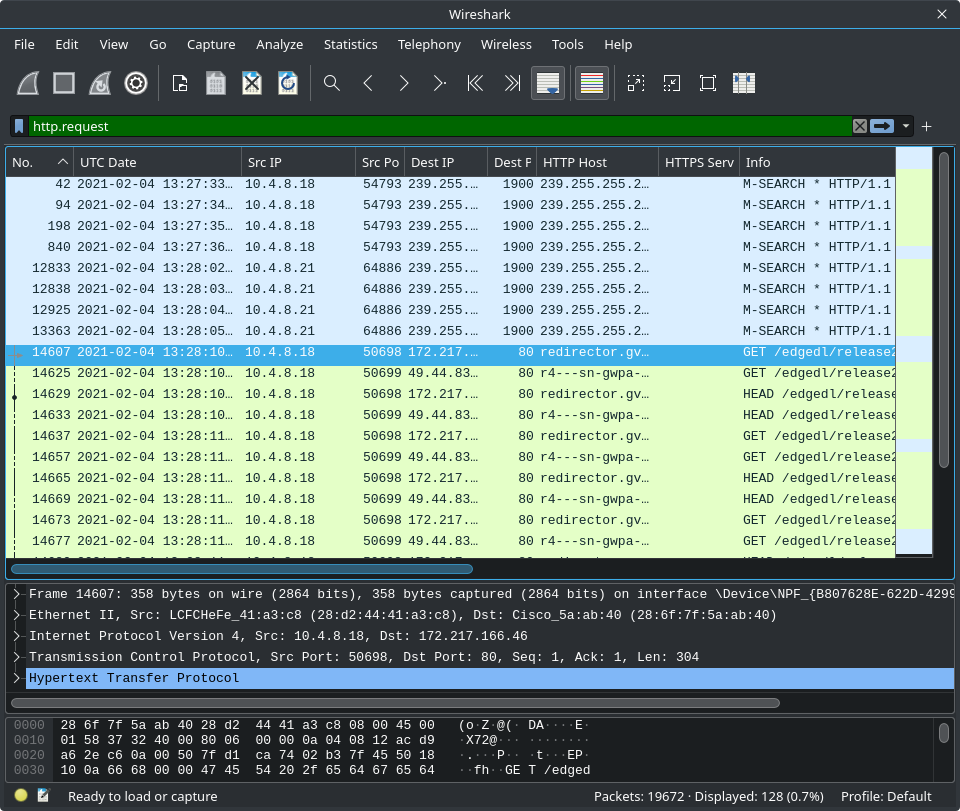 Wireshark
File Edit View Go Capture Analyze Statistics Telephony Wireless Tools Help
http.request
No. UTC Date Src IP Src Po Dest IP Dest P HTTP Host HTTPS Serv Info
42 2021-02-04 13:27:33… 10.4.8.18 54793 239.255.… 1900 239.255.255.2… M-SEARCH * HTTP/1.1
94 2021-02-04 13:27:34… 10.4.8.18 54793 239.255.… 1900 239.255.255.2… M-SEARCH * HTTP/1.1
198 2021-02-04 13:27:35… 10.4.8.18 54793 239.255.… 1900 239.255.255.2… M-SEARCH * HTTP/1.1
840 2021-02-04 13:27:36… 10.4.8.18 54793 239.255.… 1900 239.255.255.2… M-SEARCH * HTTP/1.1
12833 2021-02-04 13:28:02… 10.4.8.21 64886 239.255.… 1900 239.255.255.2… M-SEARCH * HTTP/1.1
12838 2021-02-04 13:28:03… 10.4.8.21 64886 239.255.… 1900 239.255.255.2… M-SEARCH * HTTP/1.1
12925 2021-02-04 13:28:04… 10.4.8.21 64886 239.255.… 1900 239.255.255.2… M-SEARCH * HTTP/1.1
13363 2021-02-04 13:28:05… 10.4.8.21 64886 239.255.… 1900 239.255.255.2… M-SEARCH * HTTP/1.1
14607 2021-02-04 13:28:10… 10.4.8.18 50698 172.217.… 80 redirector.gv… GET /edgedl/release2
14625 2021-02-04 13:28:10… 10.4.8.18 50699 49.44.83… 80 r4---sn-gwpa-… GET /edgedl/release2
14629 2021-02-04 13:28:10… 10.4.8.18 50698 172.217.… 80 redirector.gv… HEAD /edgedl/release
14633 2021-02-04 13:28:10… 10.4.8.18 50699 49.44.83… 80 r4---sn-gwpa-… HEAD /edgedl/release
14637 2021-02-04 13:28:11… 10.4.8.18 50698 172.217.… 80 redirector.gv… GET /edgedl/release2
14657 2021-02-04 13:28:11… 10.4.8.18 50699 49.44.83… 80 r4---sn-gwpa-… GET /edgedl/release2
14665 2021-02-04 13:28:11… 10.4.8.18 50698 172.217.… 80 redirector.gv… HEAD /edgedl/release
14669 2021-02-04 13:28:11… 10.4.8.18 50699 49.44.83… 80 r4---sn-gwpa-… HEAD /edgedl/release
14673 2021-02-04 13:28:11… 10.4.8.18 50698 172.217.… 80 redirector.gv… GET /edgedl/release2
14677 2021-02-04 13:28:11… 10.4.8.18 50699 49.44.83… 80 r4---sn-gwpa-… GET /edgedl/release2
Frame 14607: 358 bytes on wire (2864 bits), 358 bytes captured (2864 bits) on interface \Device\NPF_{B807628E-622D-4299
Ethernet II, Src: LCFCHeFe_41:a3:c8 (28:d2:44:41:a3:c8), Dst: Cisco_5a:ab:40 (28:6f:7f:5a:ab:40)
Internet Protocol Version 4, Src: 10.4.8.18, Dst: 172.217.166.46
Transmission Control Protocol, Src Port: 50698, Dst Port: 80, Seq: 1, Ack: 1, Len: 304
Hypertext Transfer Protocol
0000 28 6f 7f 5a ab 40 28 d2 44 41 a3 c8 08 00 45 00 (o·Z·@(· DA····E·
0010 01 58 37 32 40 00 80 06 00 00 0a 04 08 12 ac d9 ·X72@··· ········
0020 a6 2e c6 0a 00 50 7f d1 ca 74 02 b3 7f 45 50 18 ·.···P·· ·t···EP·
0030 10 0a 66 68 00 00 47 45 54 20 2f 65 64 67 65 64 ··fh··GE T /edged
Ready to load or capture Packets: 19672 · Displayed: 128 (0.7%) Profile: Default